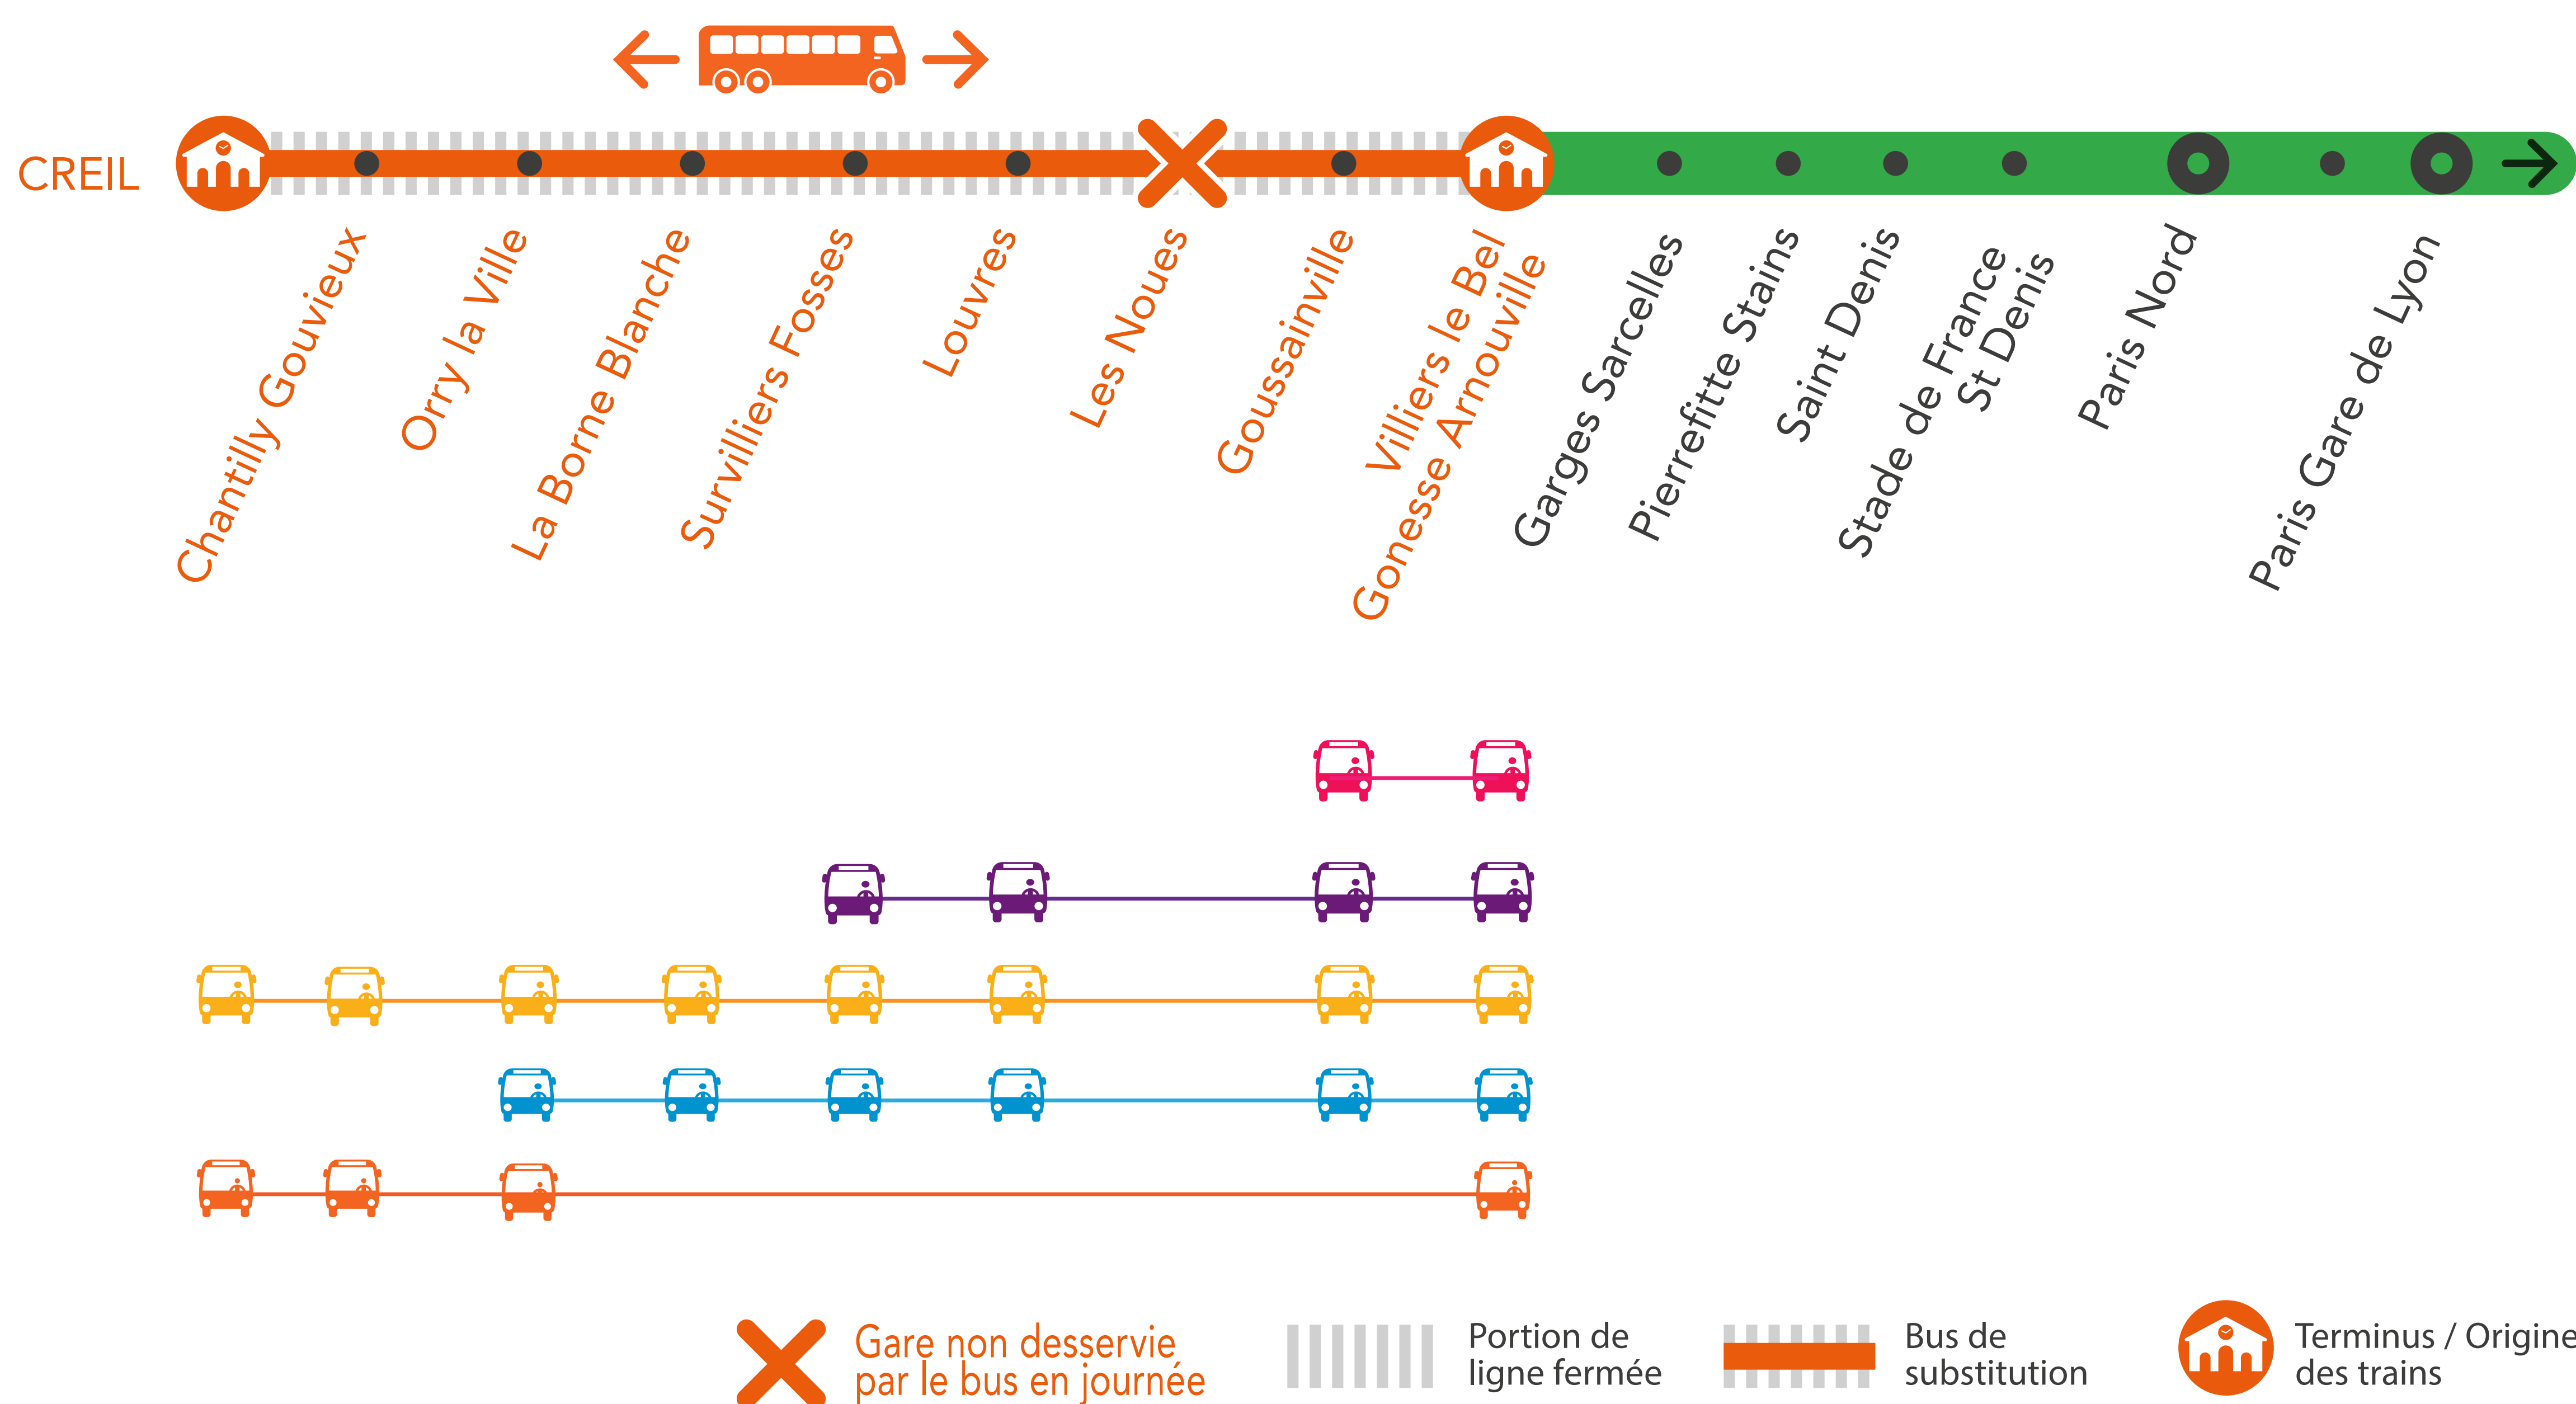 CREIL
Chantilly Gouvieux
Orry la Ville
La Borne Blanche
Survilliers Fosses
Louvres
Les Noues
Goussainville
Villiers le Bel
Gonesse Arnouville
Garges Sarcelles
Pierrefitte Stains
Saint Denis
Stade de France
St Denis
Paris Nord
Paris Gare de Lyon
Gare non desservie
par le bus en journée
Portion de
ligne fermée
Bus de
substitution
Terminus / Origine
des trains